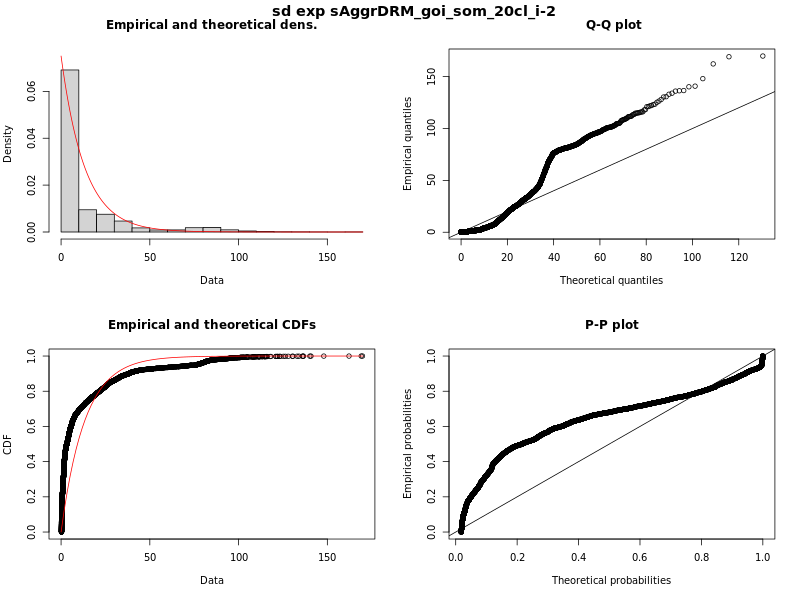 sd exp sAggrDRM_goi_som_20cl_i-2
Empirical and theoretical dens.
Density
0.00 0.02 0.04 0.06
0 50 100 150
Data
Q-Q plot
Empirical quantiles
0 50 100 150
0 20 40 60 80 100 120
Theoretical quantiles
Empirical and theoretical CDFs
CDF
0.0 0.2 0.4 0.6 0.8 1.0
0 50 100 150
Data
P-P plot
Empirical probabilities
0.0 0.2 0.4 0.6 0.8 1.0
0.0 0.2 0.4 0.6 0.8 1.0
Theoretical probabilities